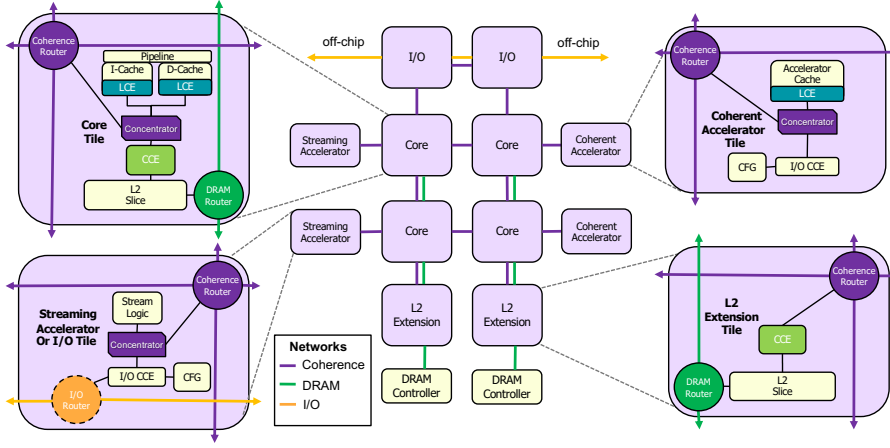 Coherence
Router
Pipeline
I-Cache
D-Cache
LCE
LCE
Core
Tile
Concentrator
CCE
L2
Slice
DRAM
Router
off-chip
off-chip
I/O
I/O
Streaming
Accelerator
Core
Core
Coherent
Accelerator
Streaming
Accelerator
Core
Core
Coherent
Accelerator
L2
Extension
L2
Extension
DRAM
Controller
DRAM
Controller
Networks
Coherence
DRAM
I/O
Coherence
Router
Accelerator
Cache
LCE
Coherent
Accelerator
Tile
Concentrator
CFG
I/O CCE
Coherence
Router
Stream
Logic
Streaming
Accelerator
Or I/O Tile
Concentrator
I/O CCE
CFG
I/O
Router
Coherence
Router
L2
Extension
Tile
CCE
DRAM
Router
L2
Slice